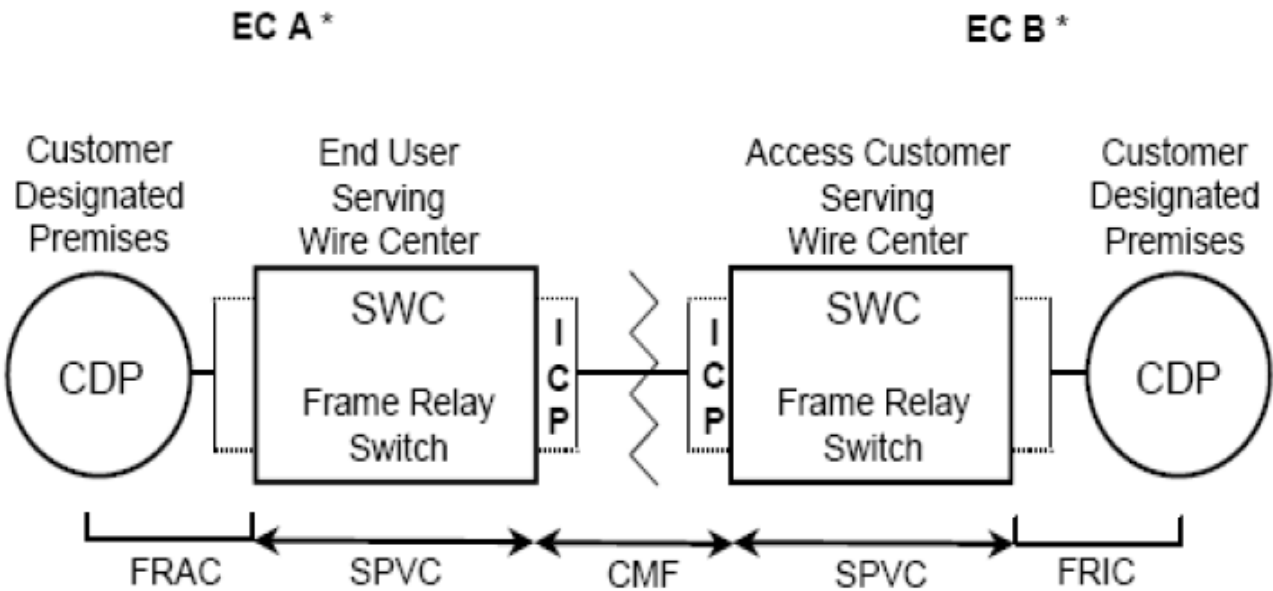 EC A *
EC B *
Customer
Designated
Premises
End User
Serving
Wire Center
Access Customer
Serving
Wire Center
Customer
Designated
Premises
CDP
SWC
Frame Relay
Switch
I
C
P
I
C
P
SWC
Frame Relay
Switch
CDP
FRAC
SPVC
CMF
SPVC
FRIC